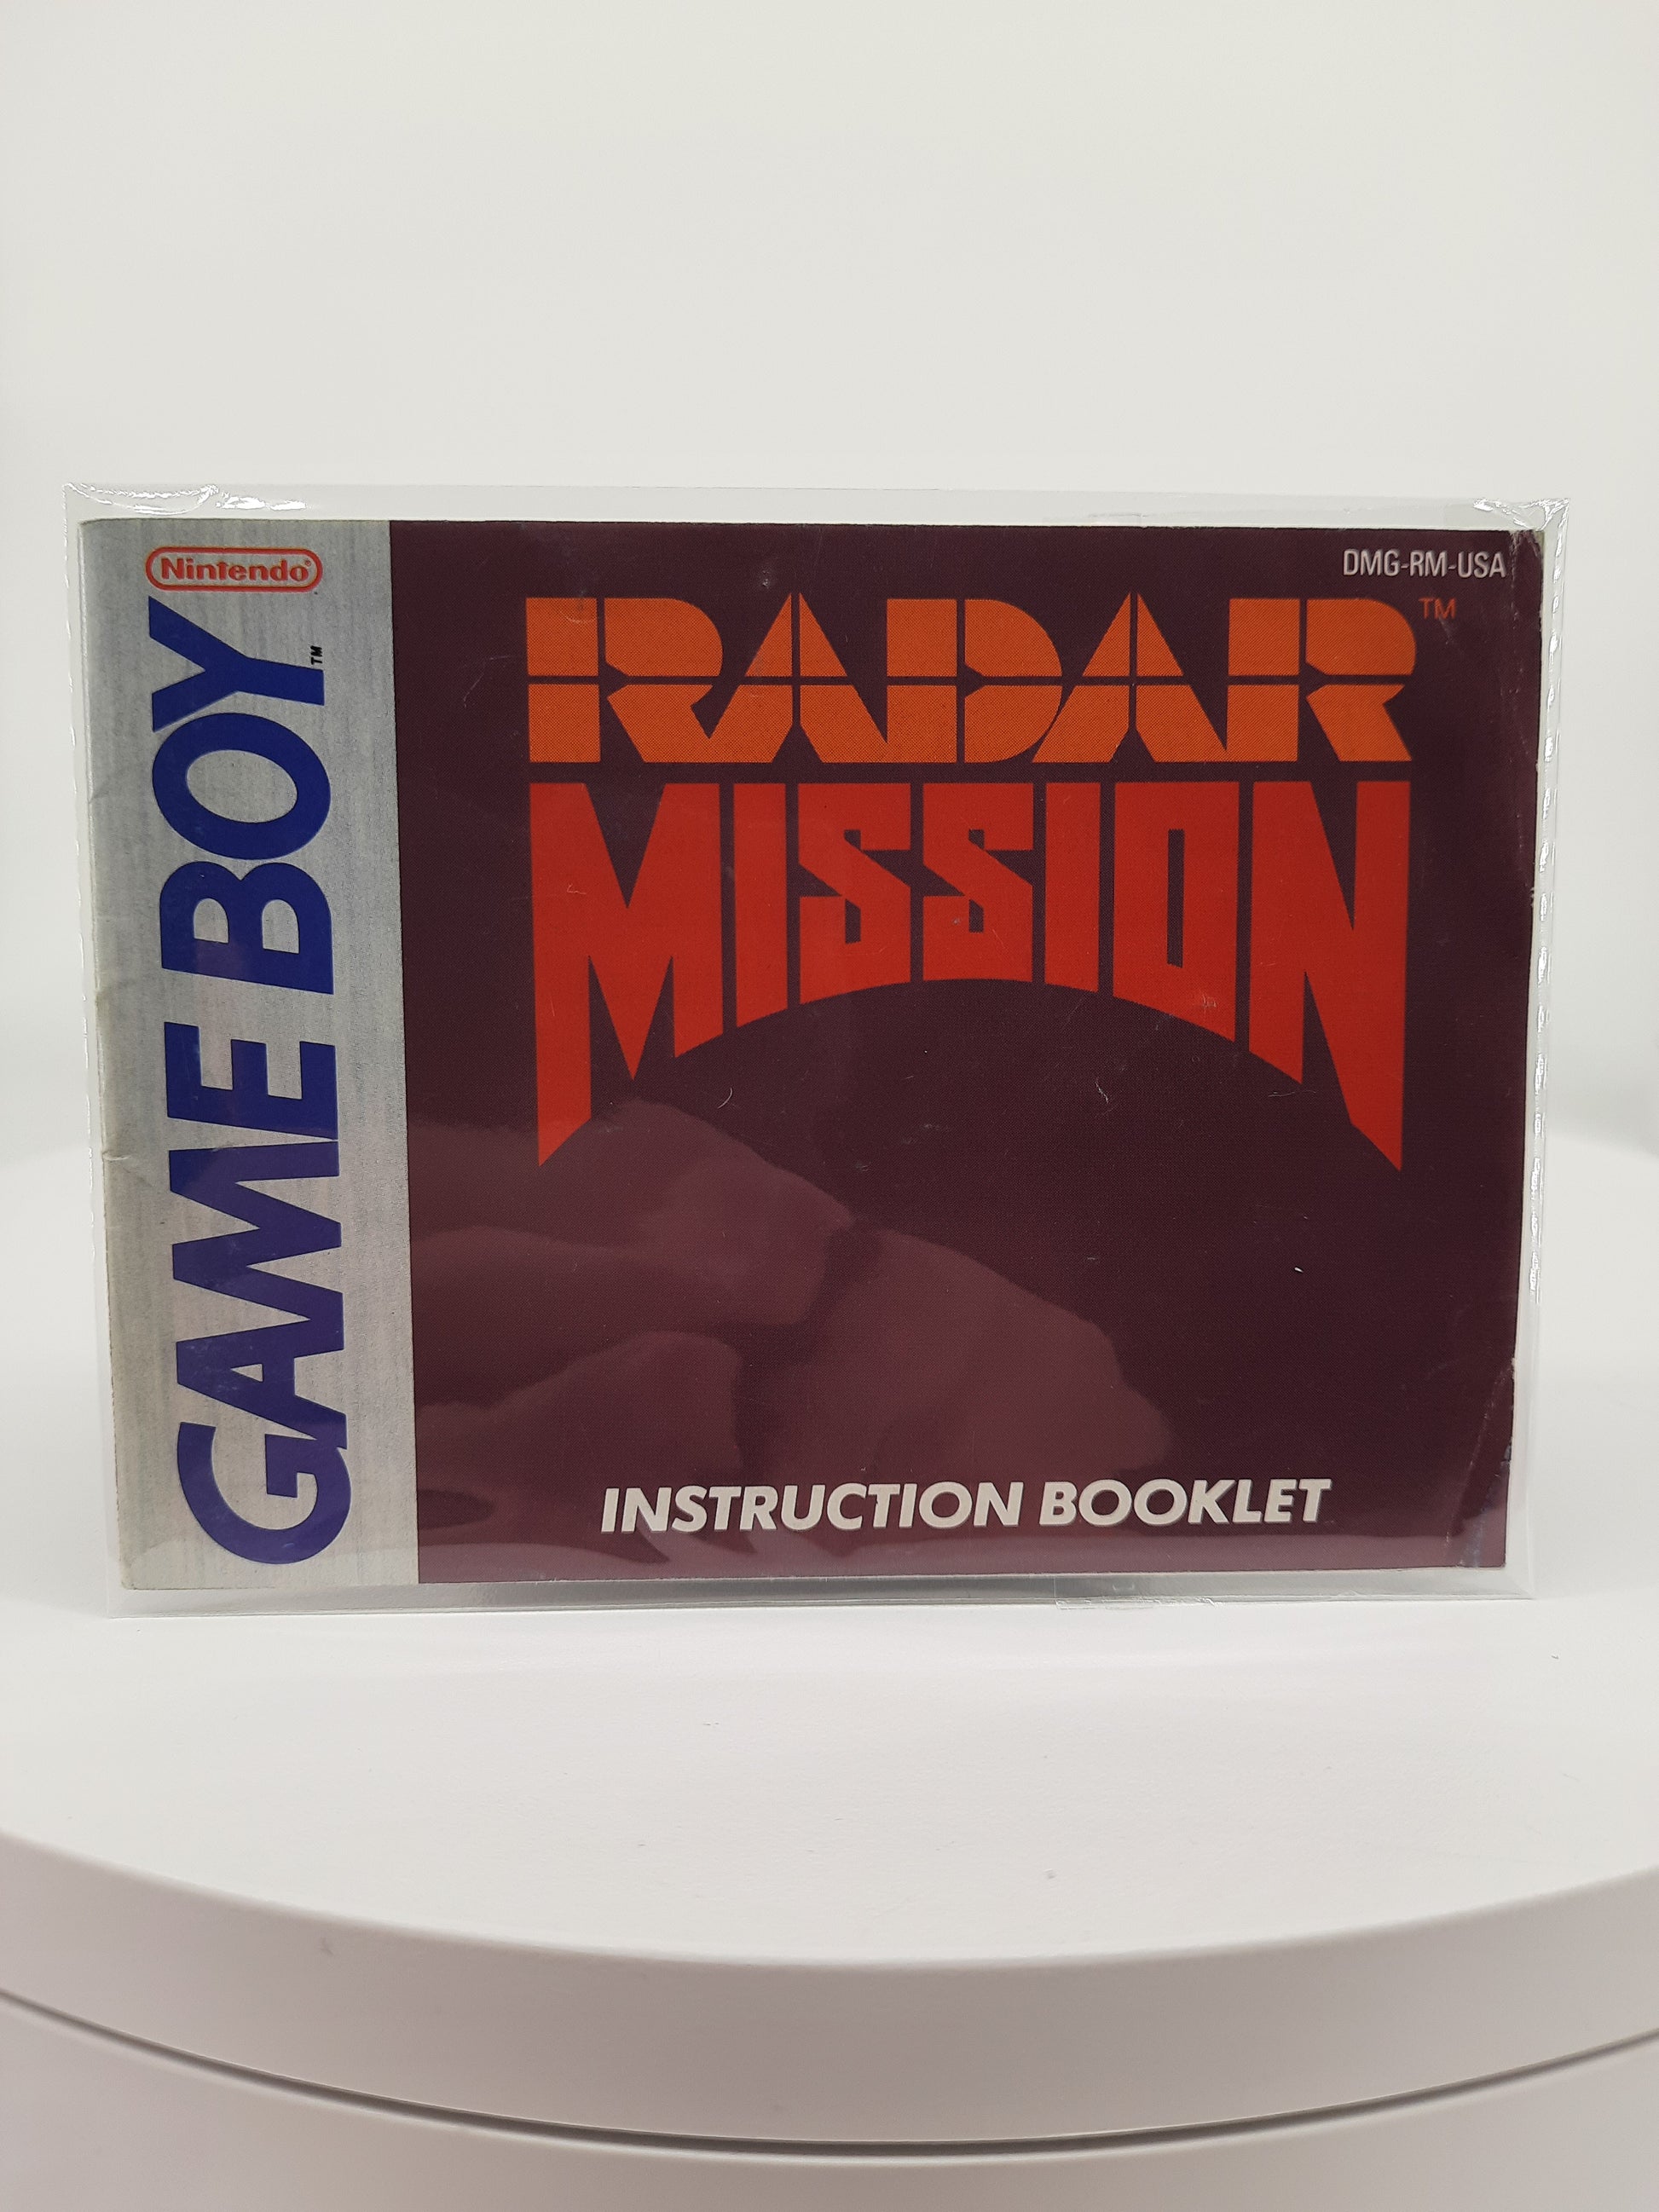 Nintendo®
GAME BOY™
DMG-RM-USA
RADAR™
MISSION
INSTRUCTION BOOKLET